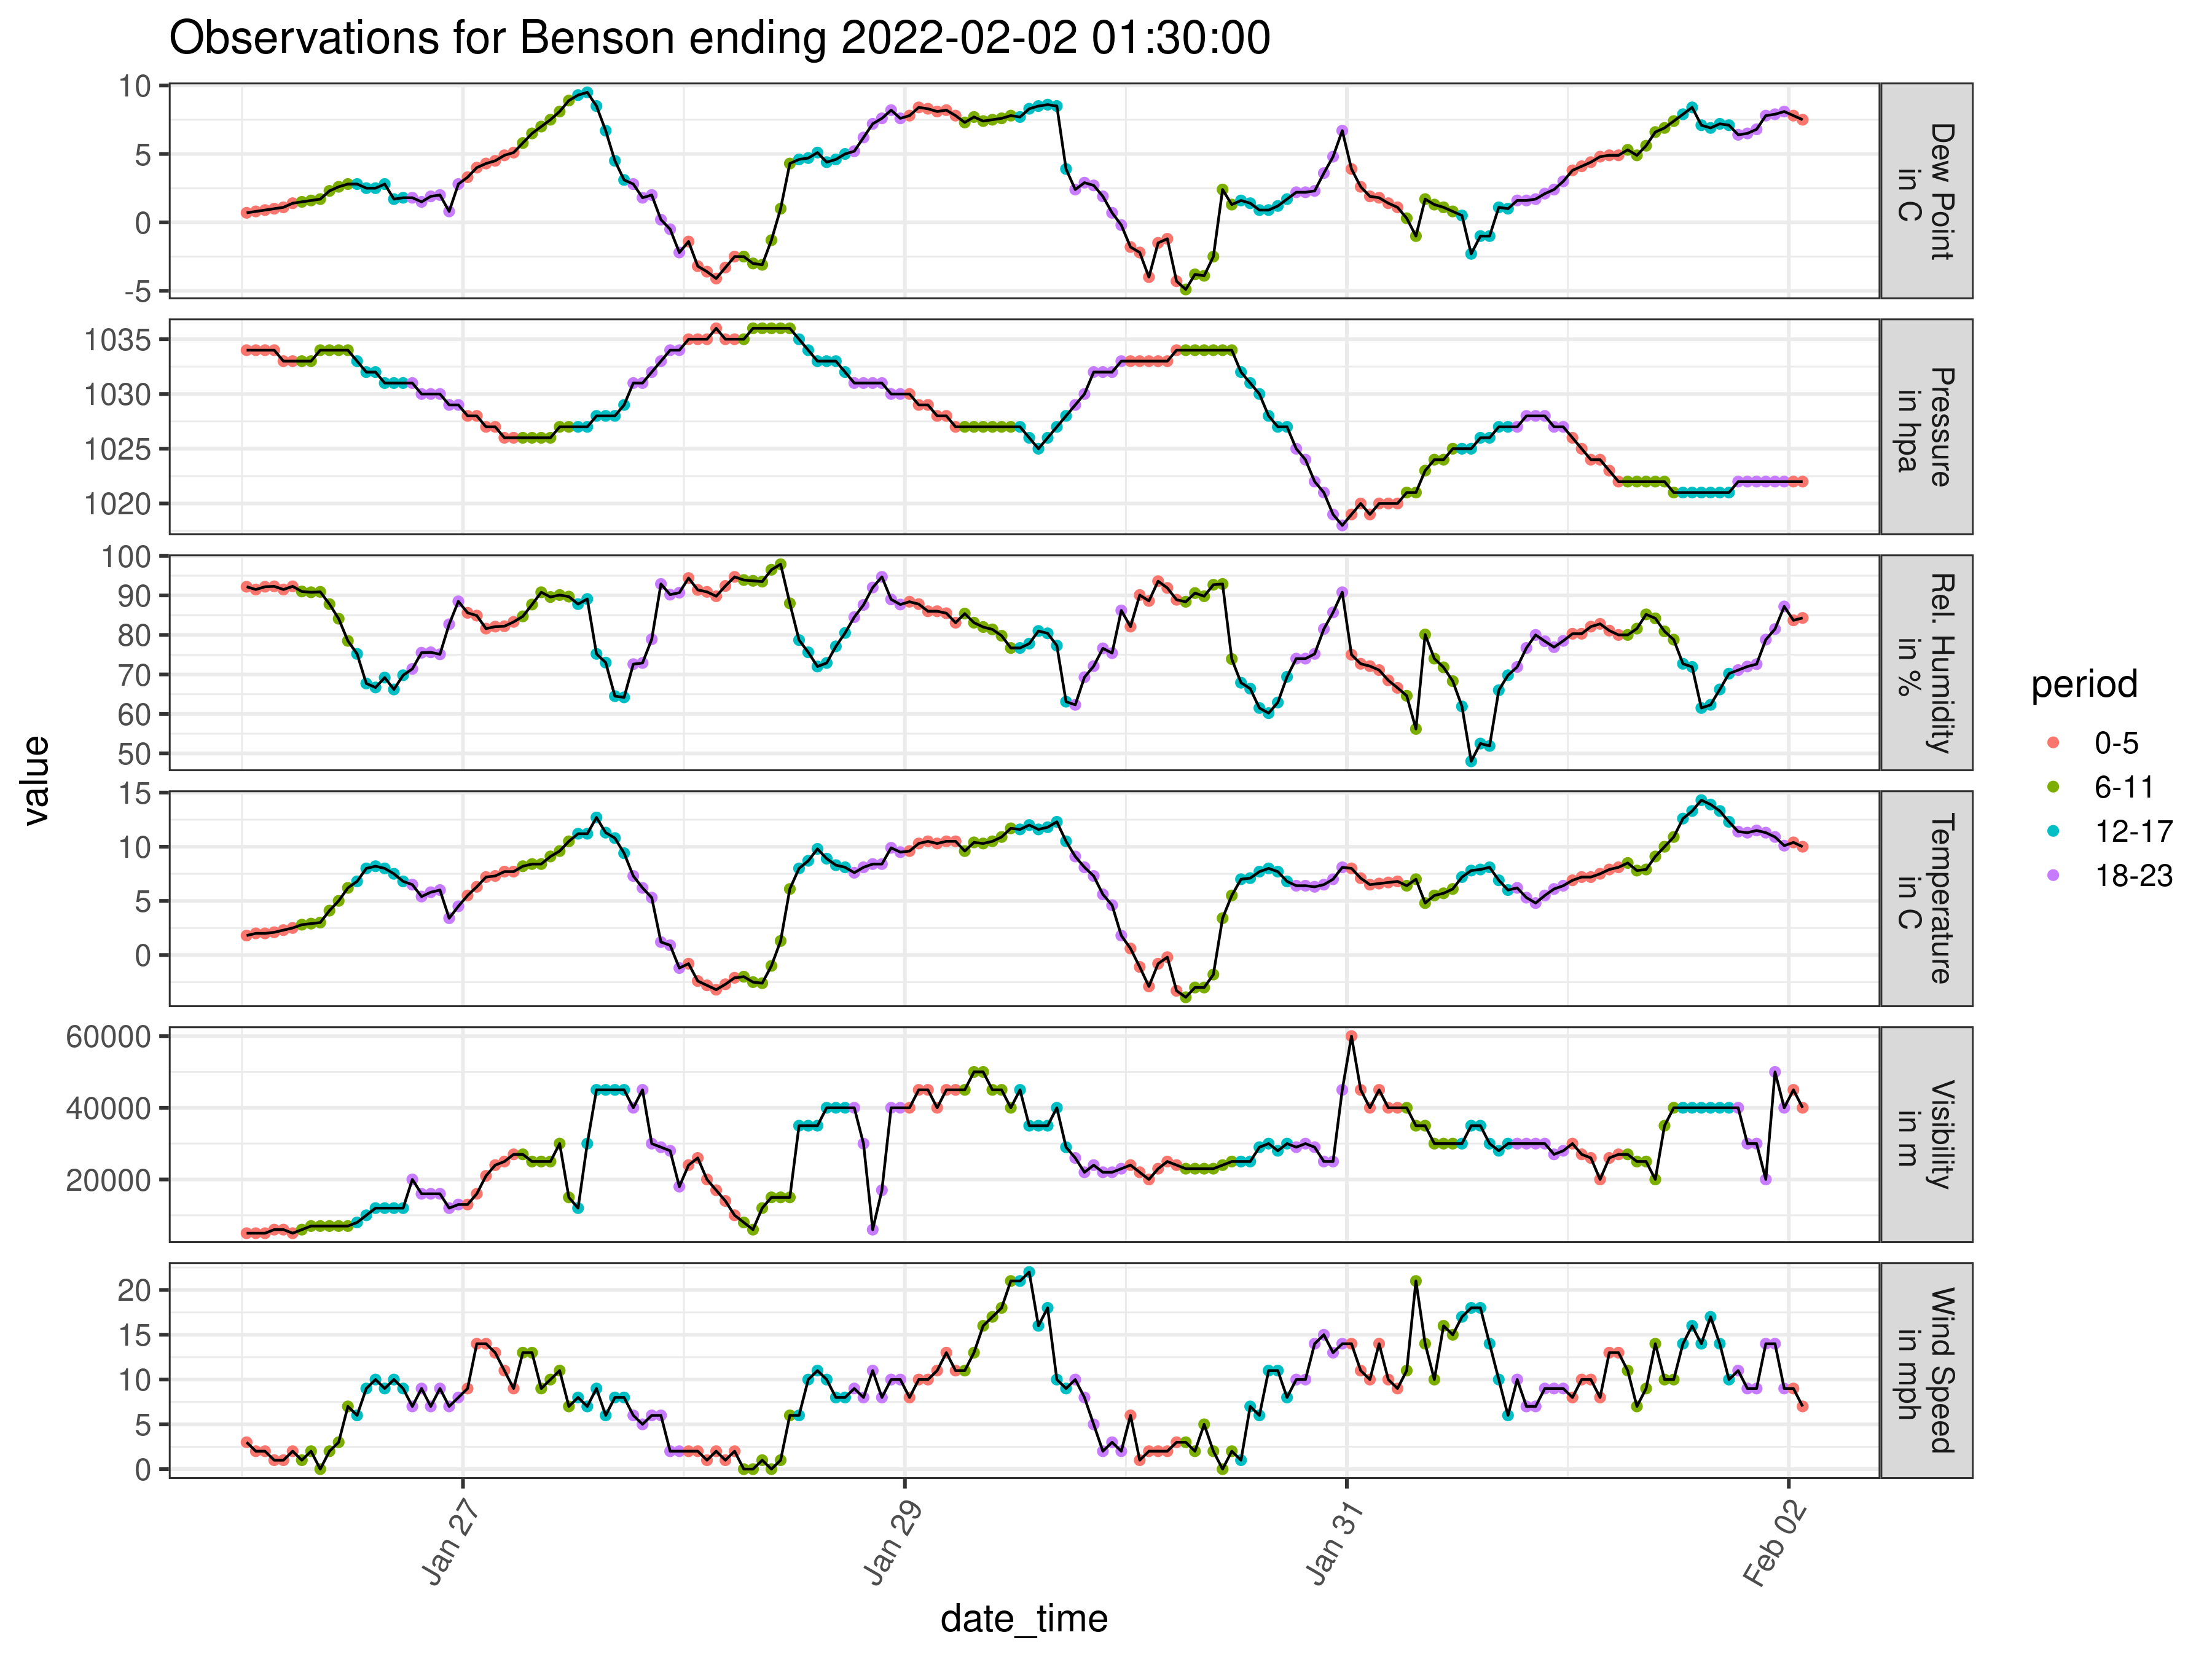 Observations for Benson ending 2022-02-02 01:30:00
value
10
5
0
-5
Dew Point
in C
1035
1030
1025
1020
Pressure
in hpa
100
90
80
70
60
50
Rel. Humidity
in %
15
10
5
0
Temperature
in C
60000
40000
20000
Visibility
in m
20
15
10
5
0
Wind Speed
in mph
Jan 27
Jan 29
Jan 31
Feb 02
date_time
period
0-5
6-11
12-17
18-23